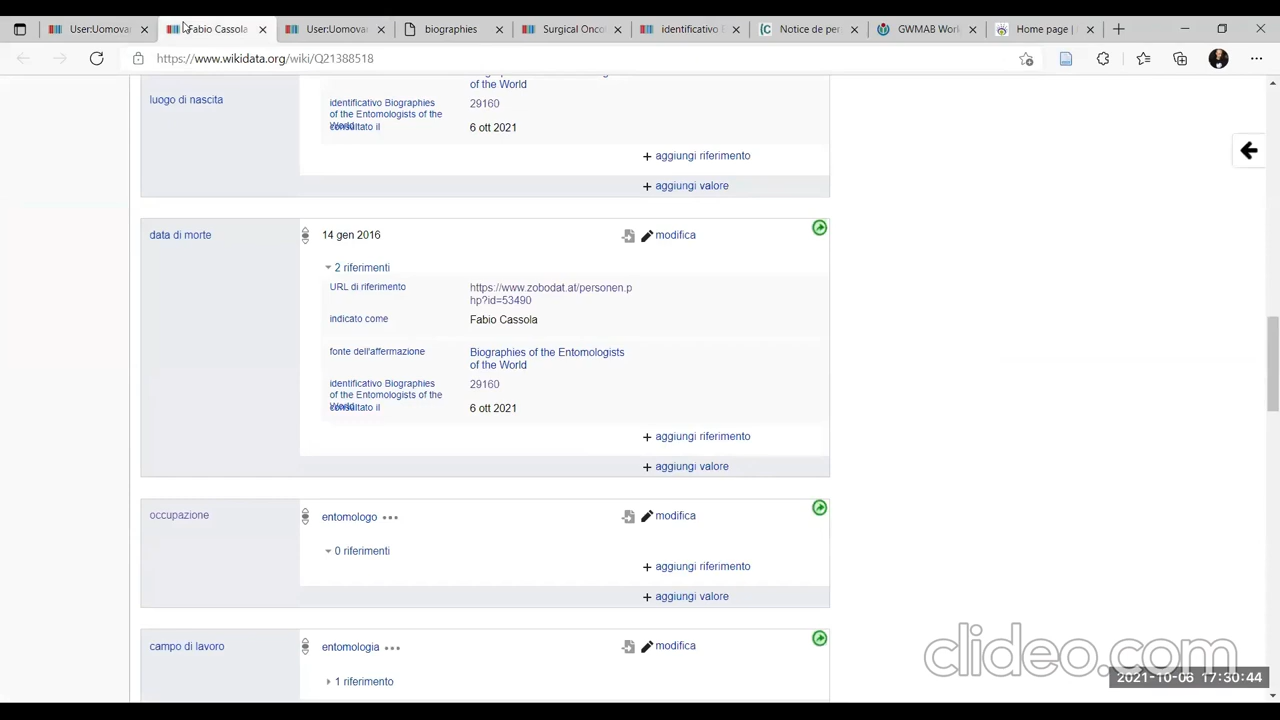 User:Uomovar
Fabio Cassola
User:Uomovar
biographies
Surgical Onco
identificativo E
Notice de per
GWMAB Worl
Home page |
https://www.wikidata.org/wiki/Q21388518
of the World
luogo di nascita
identificativo Biographies
of the Entomologists of the
29160
consultato il
6 ott 2021
+ aggiungi riferimento
+ aggiungi valore
data di morte
14 gen 2016
modifica
2 riferimenti
URL di riferimento
https://www.zobodat.at/personen.p
hp?id=53490
indicato come
Fabio Cassola
fonte dell'affermazione
Biographies of the Entomologists
of the World
identificativo Biographies
of the Entomologists of the
World
29160
consultato il
6 ott 2021
+ aggiungi riferimento
+ aggiungi valore
occupazione
entomologo
modifica
0 riferimenti
+ aggiungi riferimento
+ aggiungi valore
campo di lavoro
entomologia
modifica
1 riferimento
clideo.com
2021-10-06 17:30:44